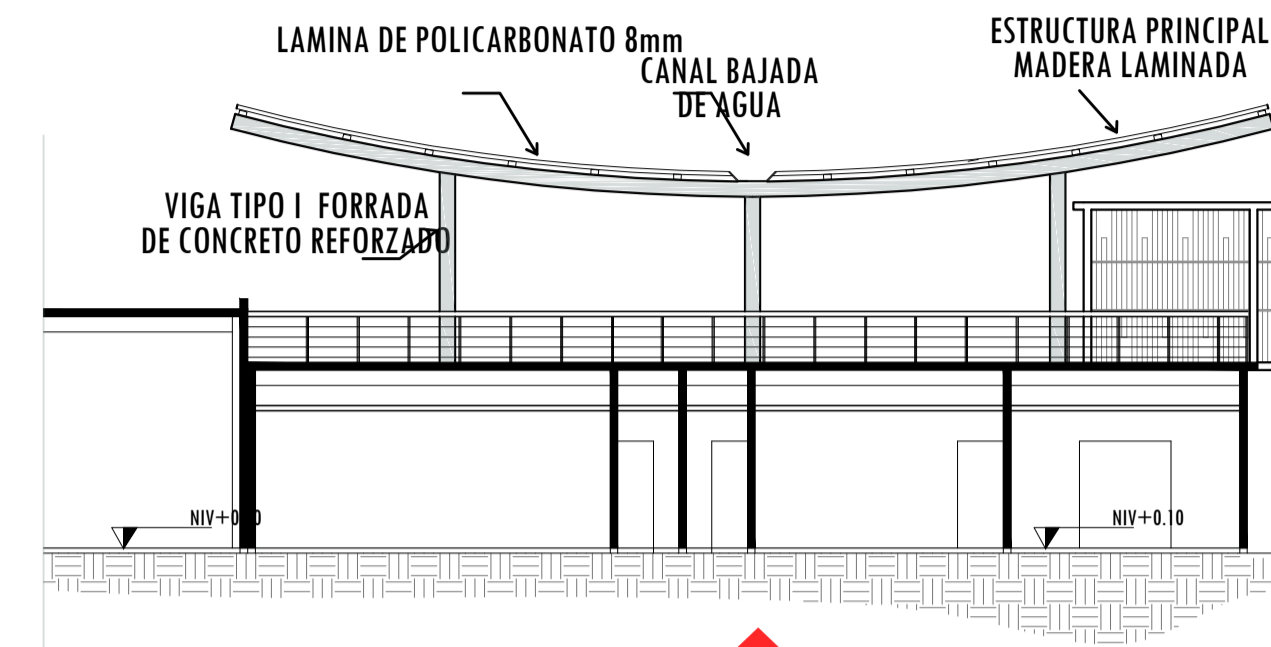 LAMINA DE POLICARBONATO 8mm
CANAL BAJADA
DE AGUA
ESTRUCTURA PRINCIPAL
MADERA LAMINADA
VIGA TIPO I FORRADA
DE CONCRETO REFORZADO
NIV+0.10